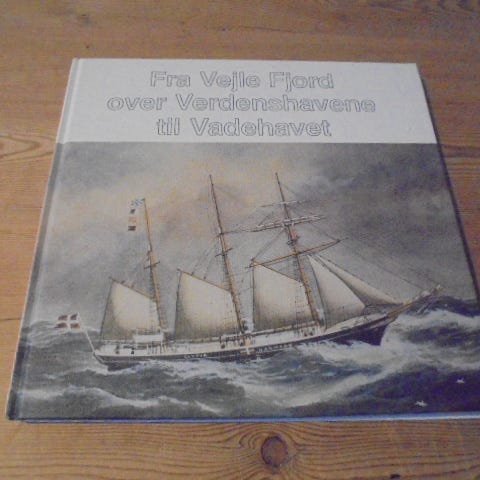 Fra Vejle Fjord
over Verdenshavene
til Vadehavet